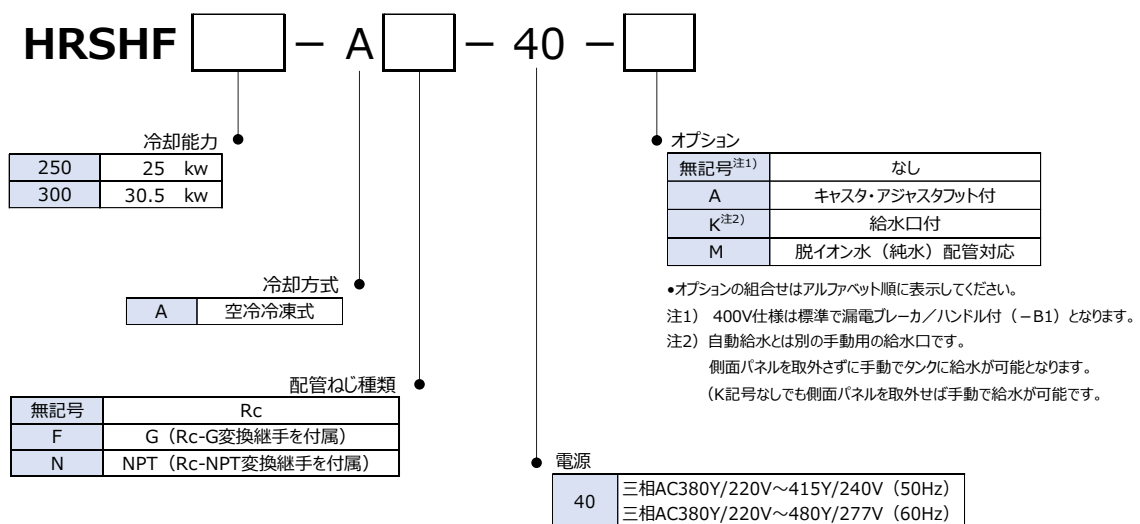 HRSHF □ － A □ － 40 － □
冷却能力
250 25 kw
300 30.5 kw
オプション
無記号注1) なし
A キャスタ・アジャスタフット付
K注2) 給水口付
M 脱イオン水（純水）配管対応
●オプションの組合せはアルファベット順に表示してください。
注1) 400V仕様は標準で漏電ブレーカ／ハンドル付（－B1）となります。
注2) 自動給水とは別の手動用の給水口です。
側面パネルを取外さずに手動でタンクに給水が可能となります。
（K記号なしでも側面パネルを取外せば手動で給水が可能です。
冷却方式
A 空冷冷凍式
配管ねじ種類
無記号 Rc
F G（Rc-G変換継手を付属）
N NPT（Rc-NPT変換継手を付属）
電源
40 三相AC380Y/220V～415Y/240V（50Hz）
三相AC380Y/220V～480Y/277V（60Hz）